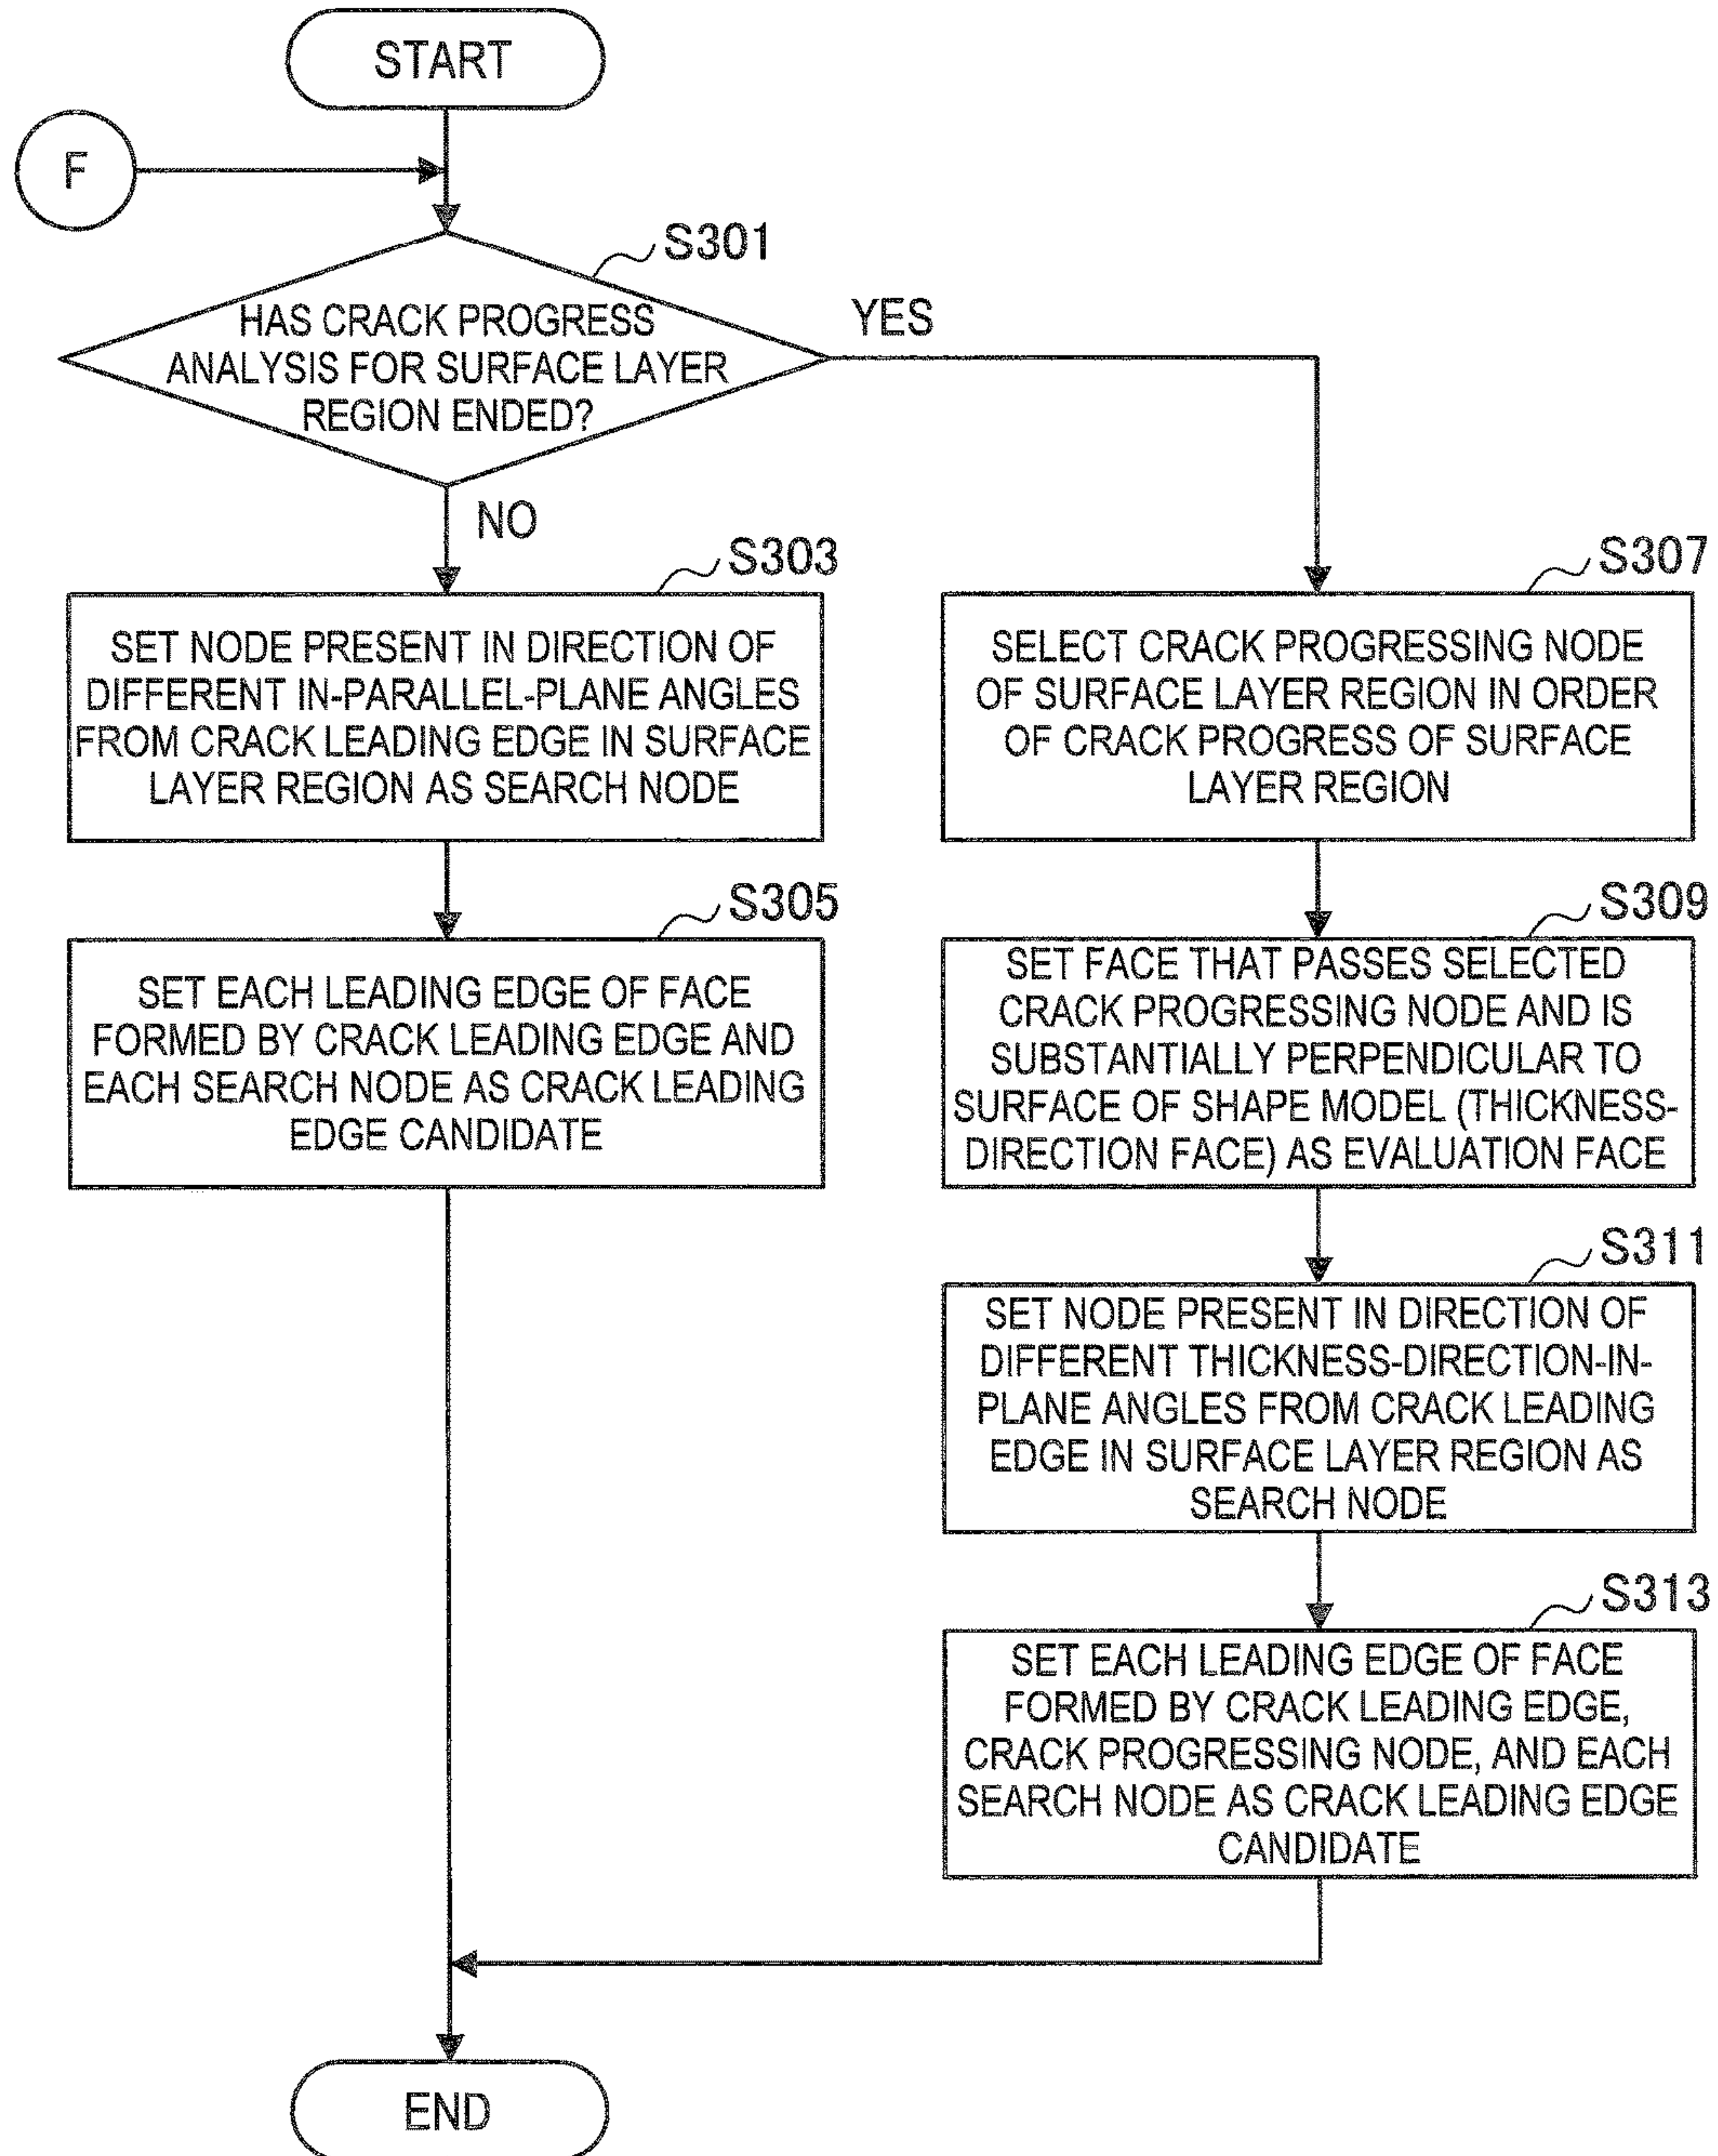 START
F
S301
HAS CRACK PROGRESS
ANALYSIS FOR SURFACE LAYER
REGION ENDED?
YES
NO
S303
SET NODE PRESENT IN DIRECTION OF
DIFFERENT IN-PARALLEL-PLANE ANGLES
FROM CRACK LEADING EDGE IN SURFACE
LAYER REGION AS SEARCH NODE
S305
SET EACH LEADING EDGE OF FACE
FORMED BY CRACK LEADING EDGE AND
EACH SEARCH NODE AS CRACK LEADING
EDGE CANDIDATE
S307
SELECT CRACK PROGRESSING NODE
OF SURFACE LAYER REGION IN ORDER
OF CRACK PROGRESS OF SURFACE
LAYER REGION
S309
SET FACE THAT PASSES SELECTED
CRACK PROGRESSING NODE AND IS
SUBSTANTIALLY PERPENDICULAR TO
SURFACE OF SHAPE MODEL (THICKNESS-
DIRECTION FACE) AS EVALUATION FACE
S311
SET NODE PRESENT IN DIRECTION OF
DIFFERENT THICKNESS-DIRECTION-IN-
PLANE ANGLES FROM CRACK LEADING
EDGE IN SURFACE LAYER REGION AS
SEARCH NODE
S313
SET EACH LEADING EDGE OF FACE
FORMED BY CRACK LEADING EDGE,
CRACK PROGRESSING NODE, AND EACH
SEARCH NODE AS CRACK LEADING EDGE
CANDIDATE
END